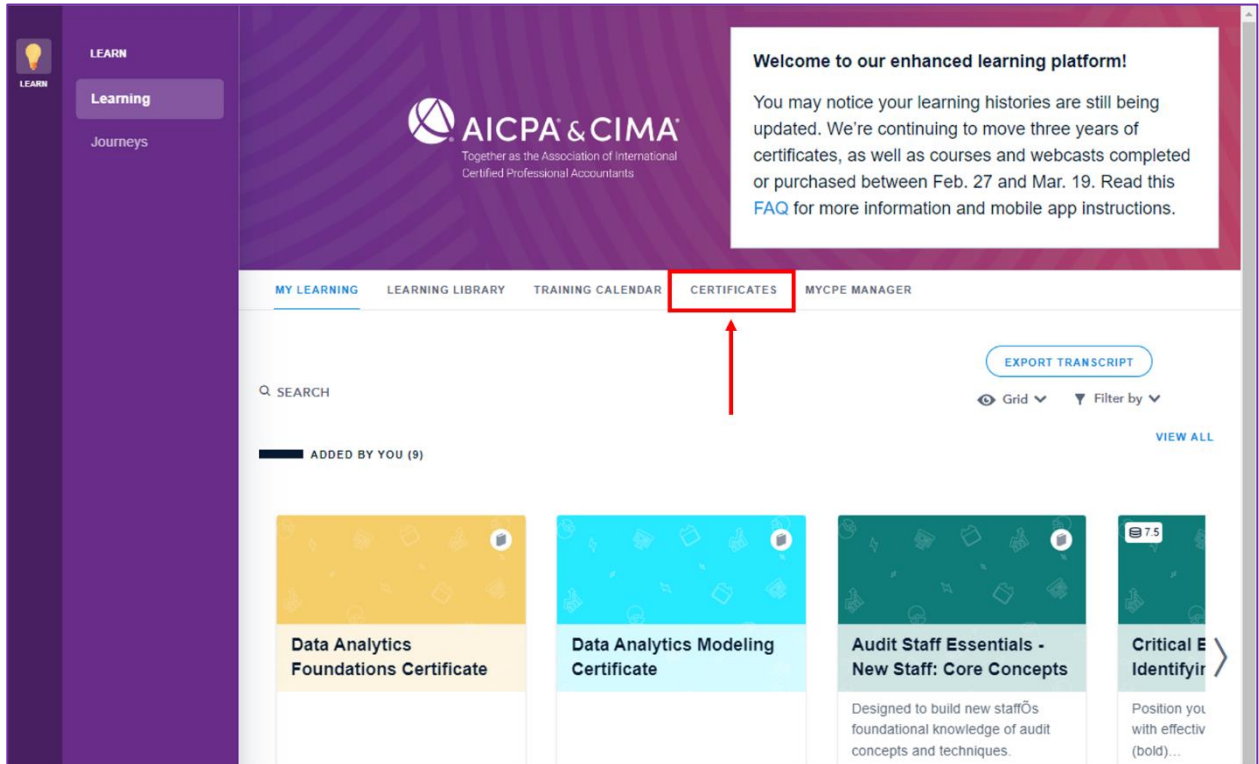 LEARN
LEARN
Learning
Journeys
AICPA & CIMA
Together as the Association of International
Certified Professional Accountants
Welcome to our enhanced learning platform!
You may notice your learning histories are still being
updated. We're continuing to move three years of
certificates, as well as courses and webcasts completed
or purchased between Feb. 27 and Mar. 19. Read this
FAQ for more information and mobile app instructions.
MY LEARNING LEARNING LIBRARY TRAINING CALENDAR CERTIFICATES MYCPE MANAGER
EXPORT TRANSCRIPT
SEARCH
Grid Filter by
VIEW ALL
ADDED BY YOU (9)
7.5
Data Analytics
Foundations Certificate
Data Analytics Modeling
Certificate
Audit Staff Essentials -
New Staff: Core Concepts
Designed to build new staffÕs
foundational knowledge of audit
concepts and techniques.
Critical E
Identifyin
Position you
with effectiv
(bold)...